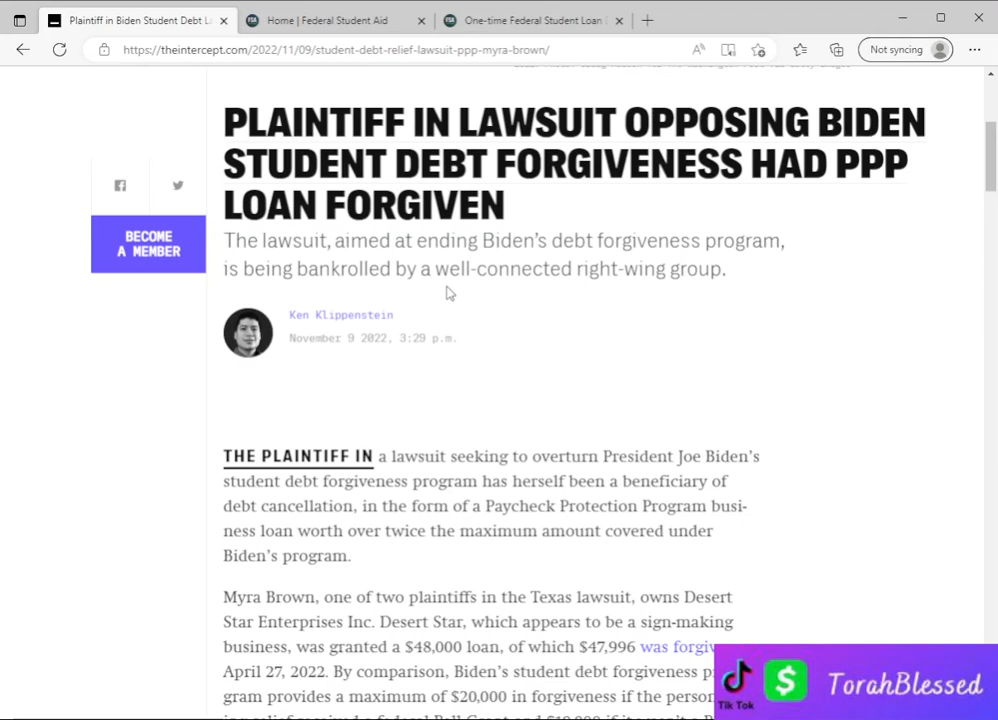 Plaintiff in Biden Student Debt L
Home | Federal Student Aid
One-time Federal Student Loan
https://theintercept.com/2022/11/09/student-debt-relief-lawsuit-ppp-myra-brown/
Not syncing
PLAINTIFF IN LAWSUIT OPPOSING BIDEN
STUDENT DEBT FORGIVENESS HAD PPP
LOAN FORGIVEN
The lawsuit, aimed at ending Biden's debt forgiveness program,
is being bankrolled by a well-connected right-wing group.
BECOME
A MEMBER
Ken Klippenstein
November 9 2022, 3:29 p.m.
THE PLAINTIFF IN a lawsuit seeking to overturn President Joe Biden's
student debt forgiveness program has herself been a beneficiary of
debt cancellation, in the form of a Paycheck Protection Program busi-
ness loan worth over twice the maximum amount covered under
Biden's program.
Myra Brown, one of two plaintiffs in the Texas lawsuit, owns Desert
Star Enterprises Inc. Desert Star, which appears to be a sign-making
business, was granted a $48,000 loan, of which $47,996 was forgiv
April 27, 2022. By comparison, Biden's student debt forgiveness p
gram provides a maximum of $20,000 in forgiveness if the person
Tik Tok
$
TorahBlessed